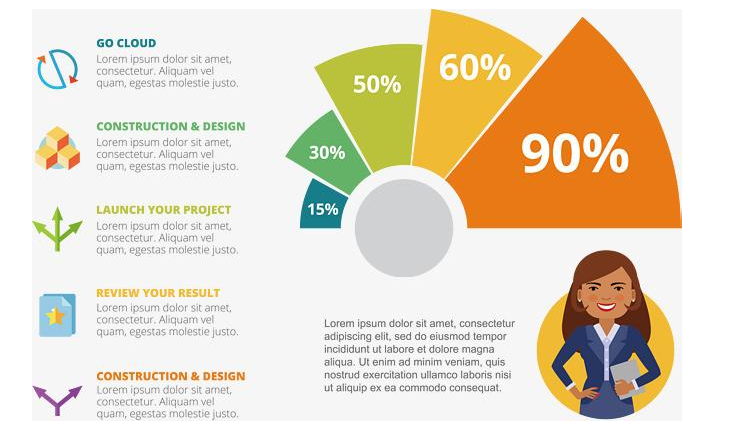 GO CLOUD
Lorem ipsum dolor sit amet,
consectetur. Aliquam vel
quam, egestas molestie justo.
CONSTRUCTION & DESIGN
Lorem ipsum dolor sit amet,
consectetur. Aliquam vel
quam, egestas molestie justo.
LAUNCH YOUR PROJECT
Lorem ipsum dolor sit amet,
consectetur. Aliquam vel
quam, egestas molestie justo.
REVIEW YOUR RESULT
Lorem ipsum dolor sit amet,
consectetur. Aliquam vel
quam, egestas molestie justo.
CONSTRUCTION & DESIGN
Lorem ipsum dolor sit amet,
consectetur. Aliquam vel
quam, egestas molestie justo.
15%
30%
50%
60%
90%
Lorem ipsum dolor sit amet, consectetur
adipiscing elit, sed do eiusmod tempor
incididunt ut labore et dolore magna
aliqua. Ut enim ad minim veniam, quis
nostrud exercitation ullamco laboris nisi
ut aliquip ex ea commodo consequat.